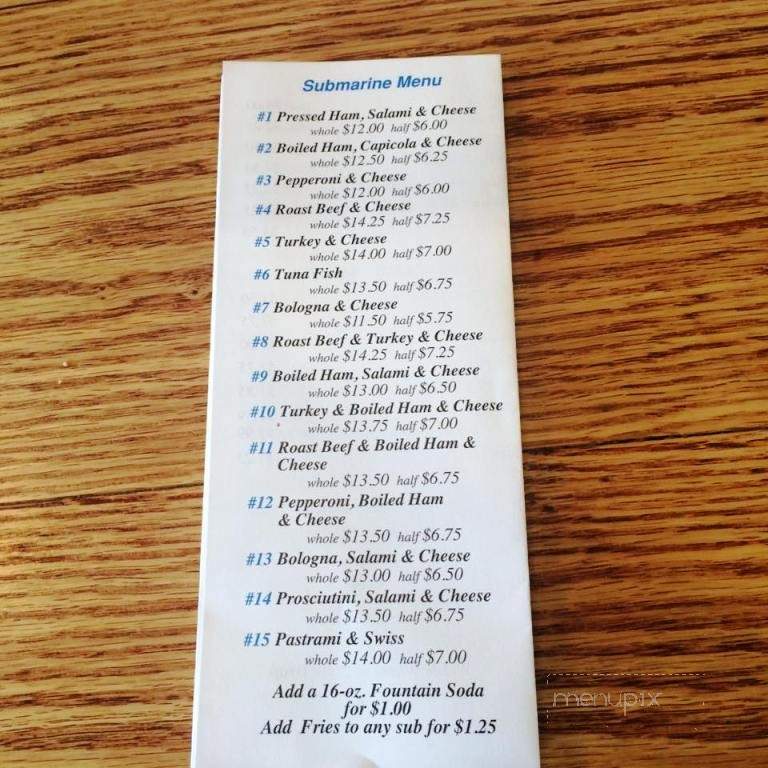 Submarine Menu
#1 Pressed Ham, Salami & Cheese
whole $12.00 half $6.00
#2 Boiled Ham, Capicola & Cheese
whole $12.50 half $6.25
#3 Pepperoni & Cheese
whole $12.00 half $6.00
#4 Roast Beef & Cheese
whole $14.25 half $7.25
#5 Turkey & Cheese
whole $14.00 half $7.00
#6 Tuna Fish
whole $13.50 half $6.75
#7 Bologna & Cheese
whole $11.50 half $5.75
#8 Roast Beef & Turkey & Cheese
whole $14.25 half $7.25
#9 Boiled Ham, Salami & Cheese
whole $13.00 half $6.50
#10 Turkey & Boiled Ham & Cheese
whole $13.75 half $7.00
#11 Roast Beef & Boiled Ham &
Cheese
whole $13.50 half $6.75
#12 Pepperoni, Boiled Ham
& Cheese
whole $13.50 half $6.75
#13 Bologna, Salami & Cheese
whole $13.00 half $6.50
#14 Prosciutini, Salami & Cheese
whole $13.50 half $6.75
#15 Pastrami & Swiss
whole $14.00 half $7.00
Add a 16-oz. Fountain Soda
for $1.00
Add Fries to any sub for $1.25
menupix